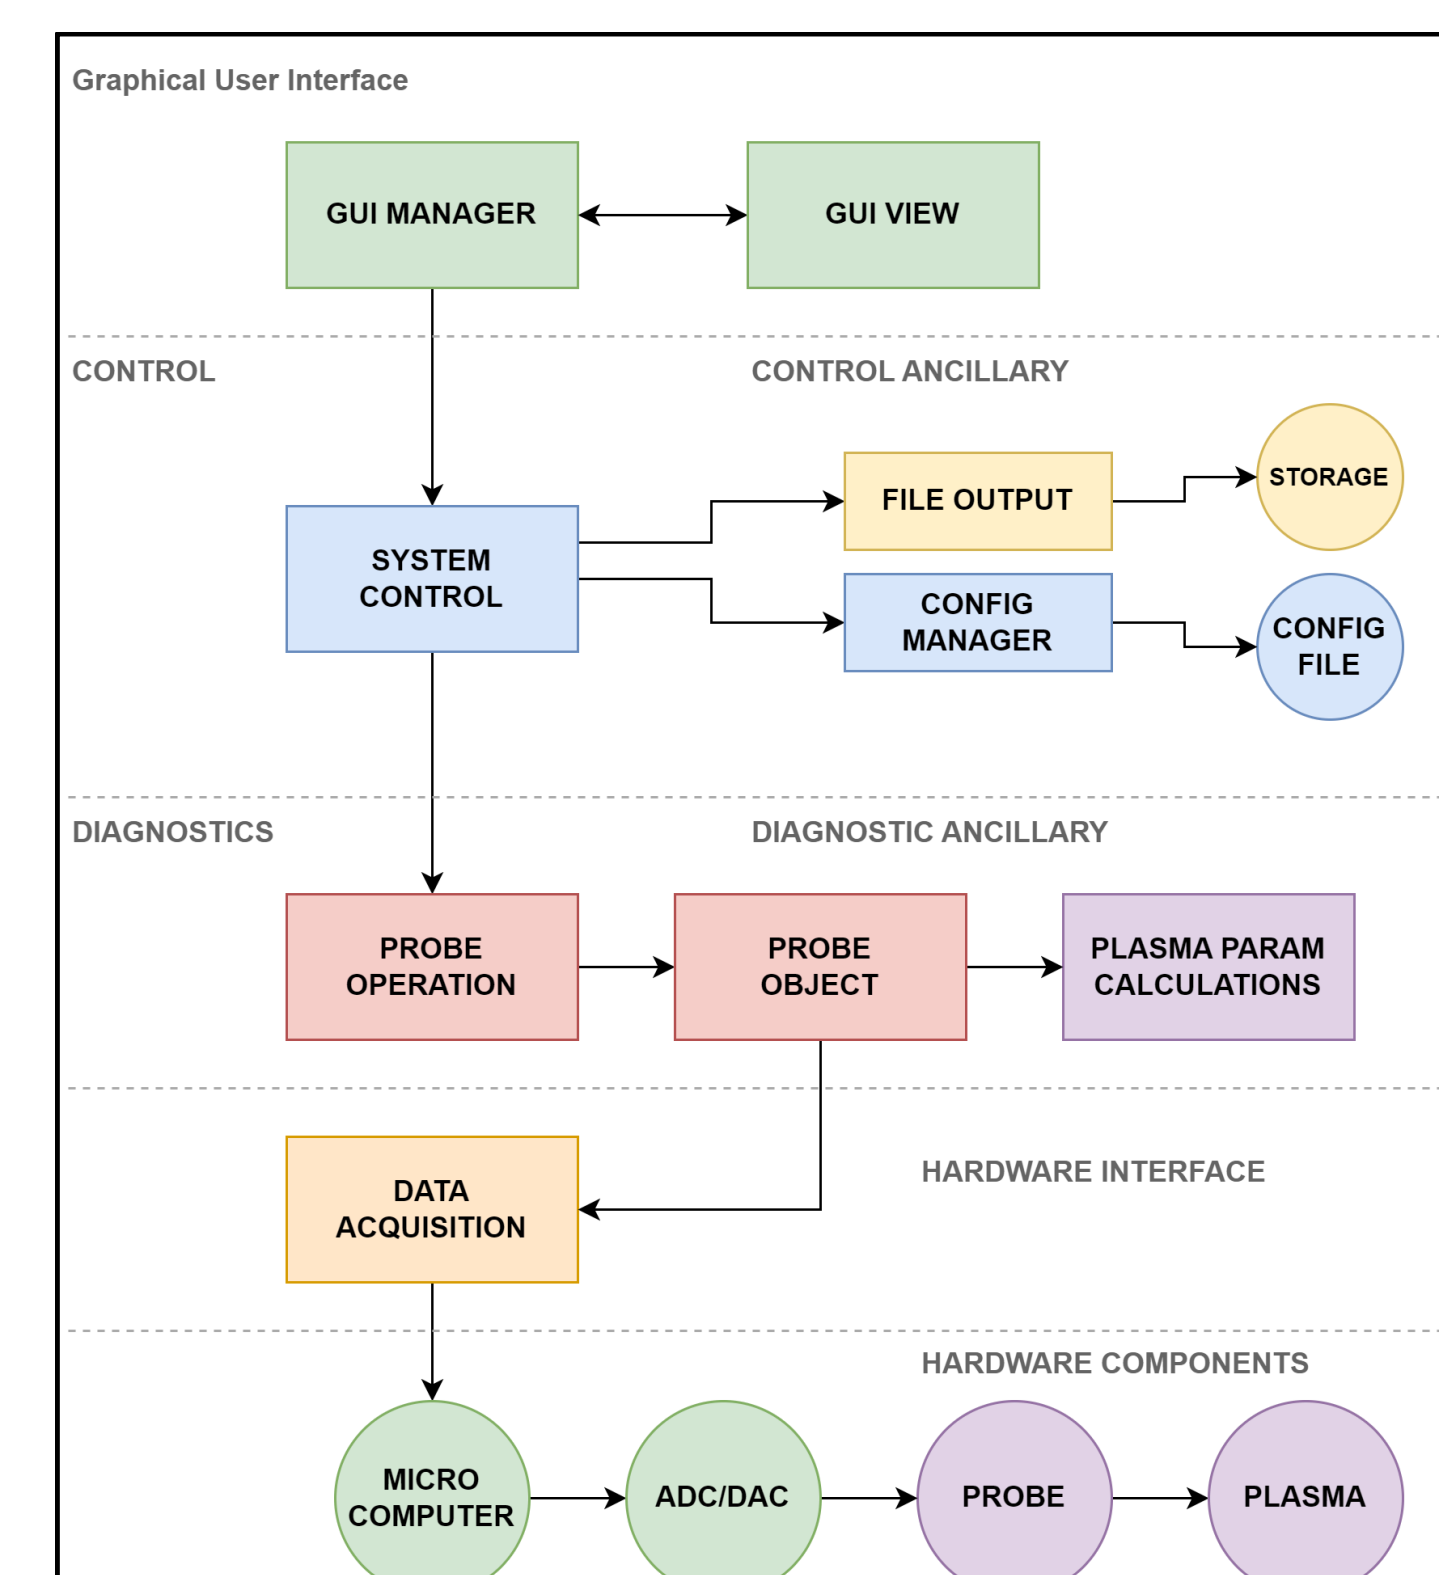 Graphical User Interface
GUI MANAGER
GUI VIEW
CONTROL
CONTROL ANCILLARY
STORAGE
FILE OUTPUT
SYSTEM
CONTROL
CONFIG
MANAGER
CONFIG
FILE
DIAGNOSTICS
DIAGNOSTIC ANCILLARY
PROBE
OPERATION
PROBE
OBJECT
PLASMA PARAM
CALCULATIONS
DATA
ACQUISITION
HARDWARE INTERFACE
HARDWARE COMPONENTS
MICRO
COMPUTER
ADC/DAC
PROBE
PLASMA